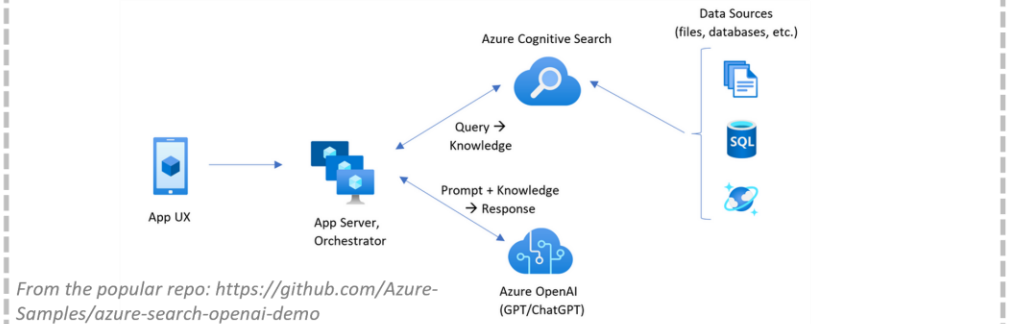 Data Sources
(files, databases, etc.)
Azure Cognitive Search
SQL
Query →
Knowledge
Prompt + Knowledge
→ Response
App UX
App Server,
Orchestrator
Azure OpenAI
(GPT/ChatGPT)
From the popular repo: https://github.com/Azure-
Samples/azure-search-openai-demo